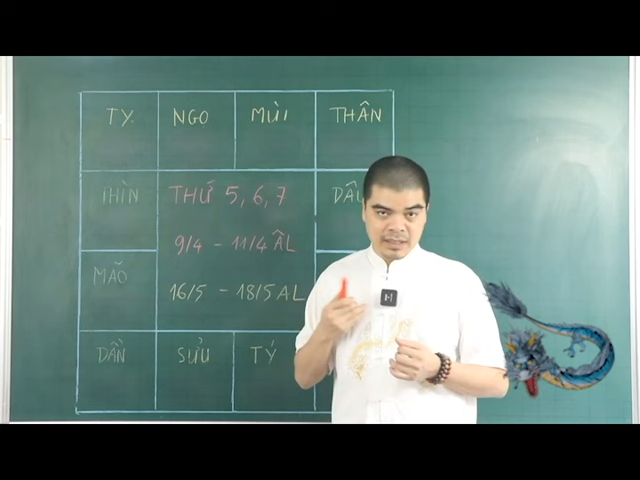 TỴ NGỌ MÙI THÂN
THÌN THỨ 5, 6, 7
9/4 - 11/4 ÂL
MÃO
16/5 - 18/5 AL
DẦN SỬU TÝ